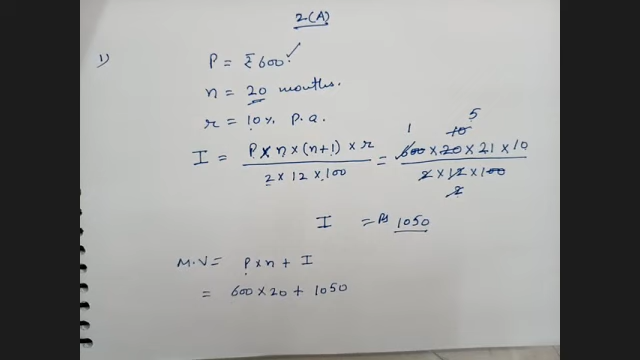 2(A)
1) P = ₹ 600.
n = 20 months.
r = 10% P.a.
I = P x n x (n+1) x r / 2 x 12 x 100 = 600 x 20 x 21 x 10 / 2 x 12 x 100
1 10 5
2
I = Rs 1050
M.V = P x n + I
= 600 x 20 + 1050